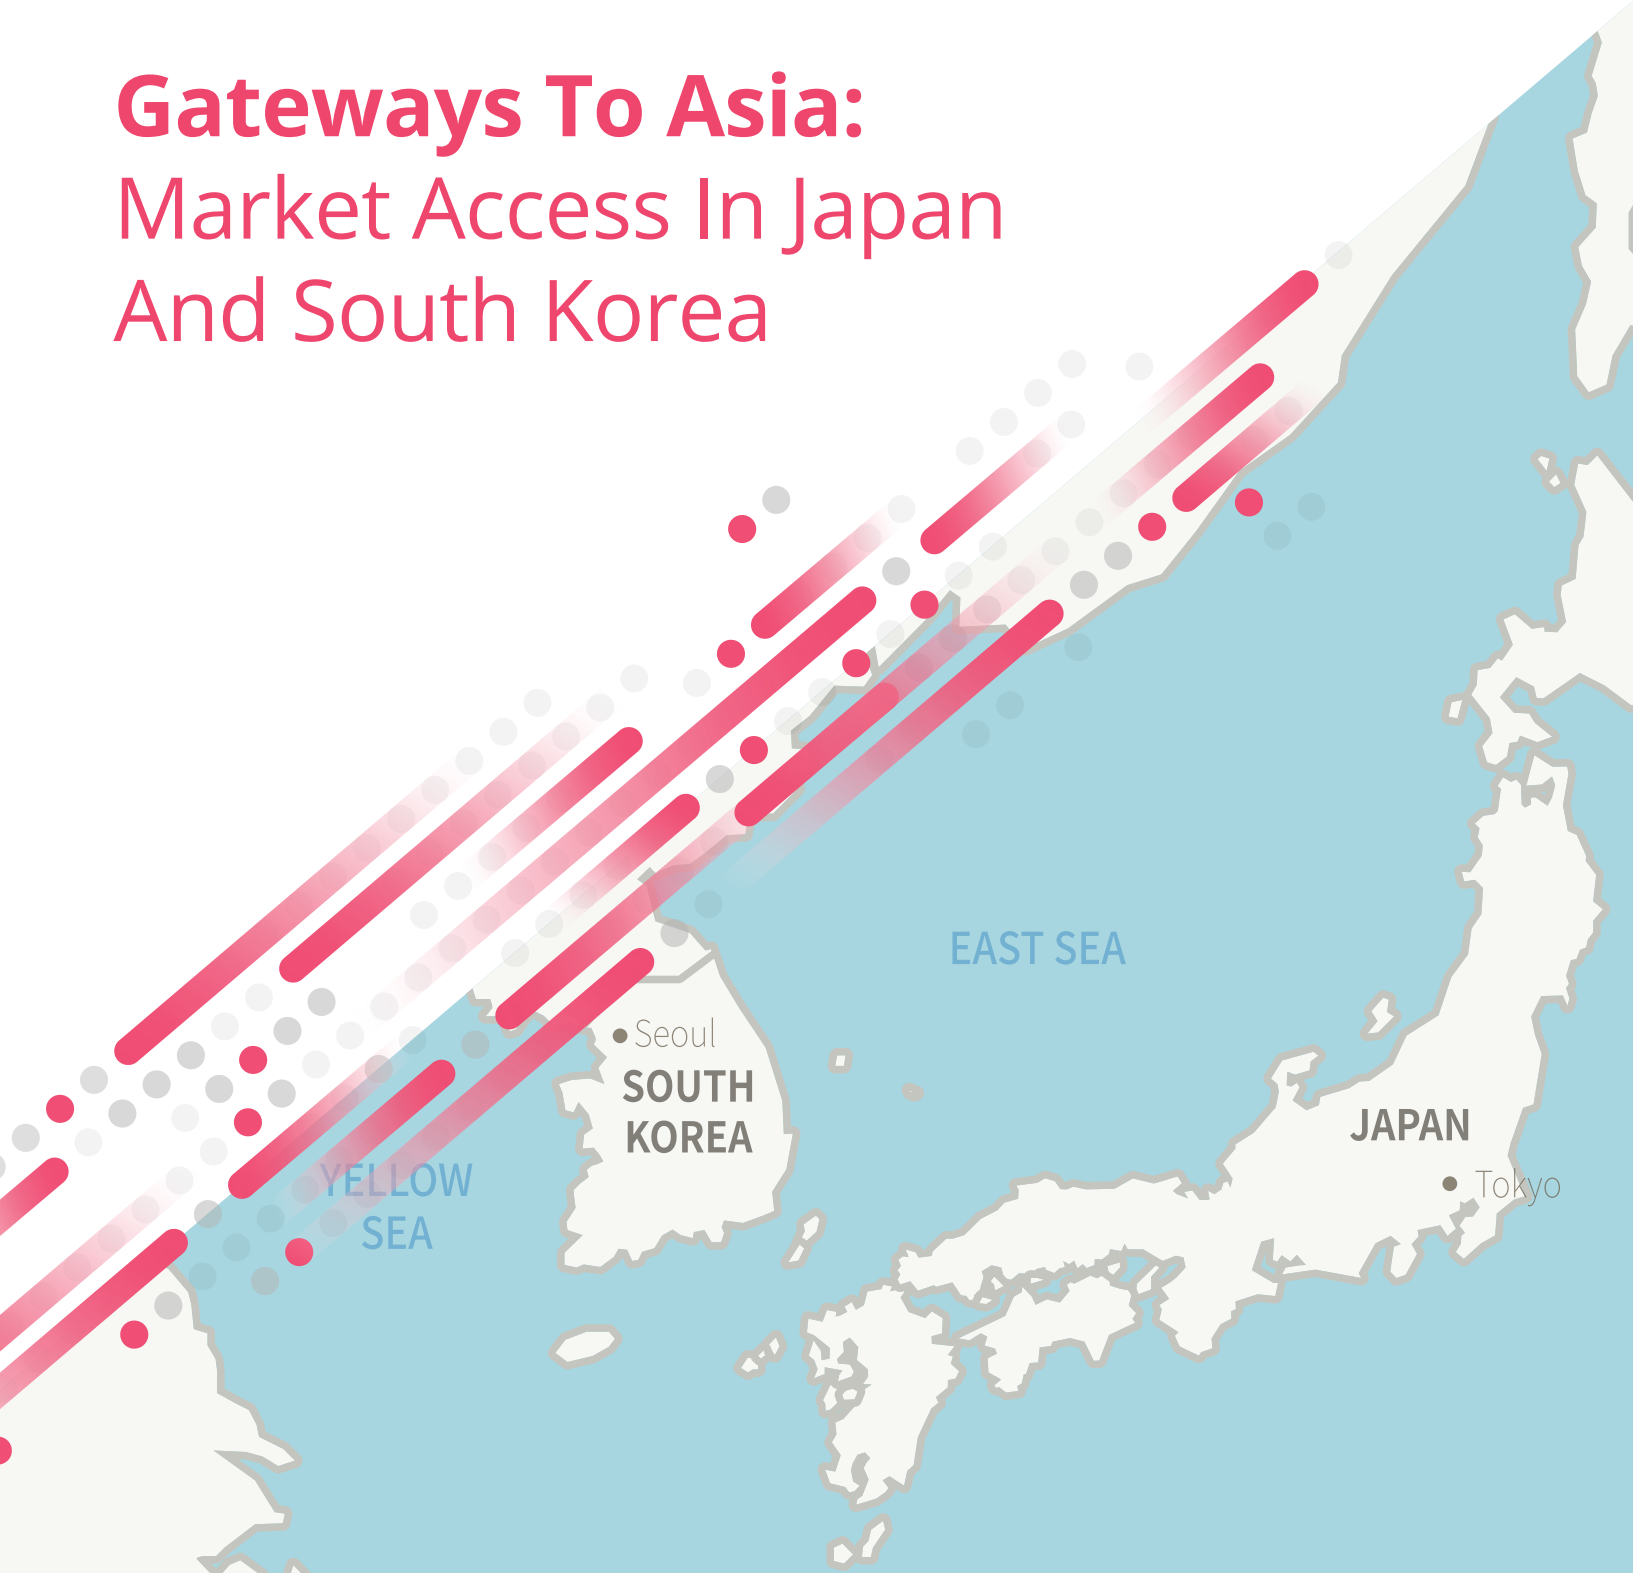 Gateways To Asia:
Market Access In Japan
And South Korea
EAST SEA
Seoul
SOUTH
KOREA
JAPAN
Tokyo
YELLOW
SEA